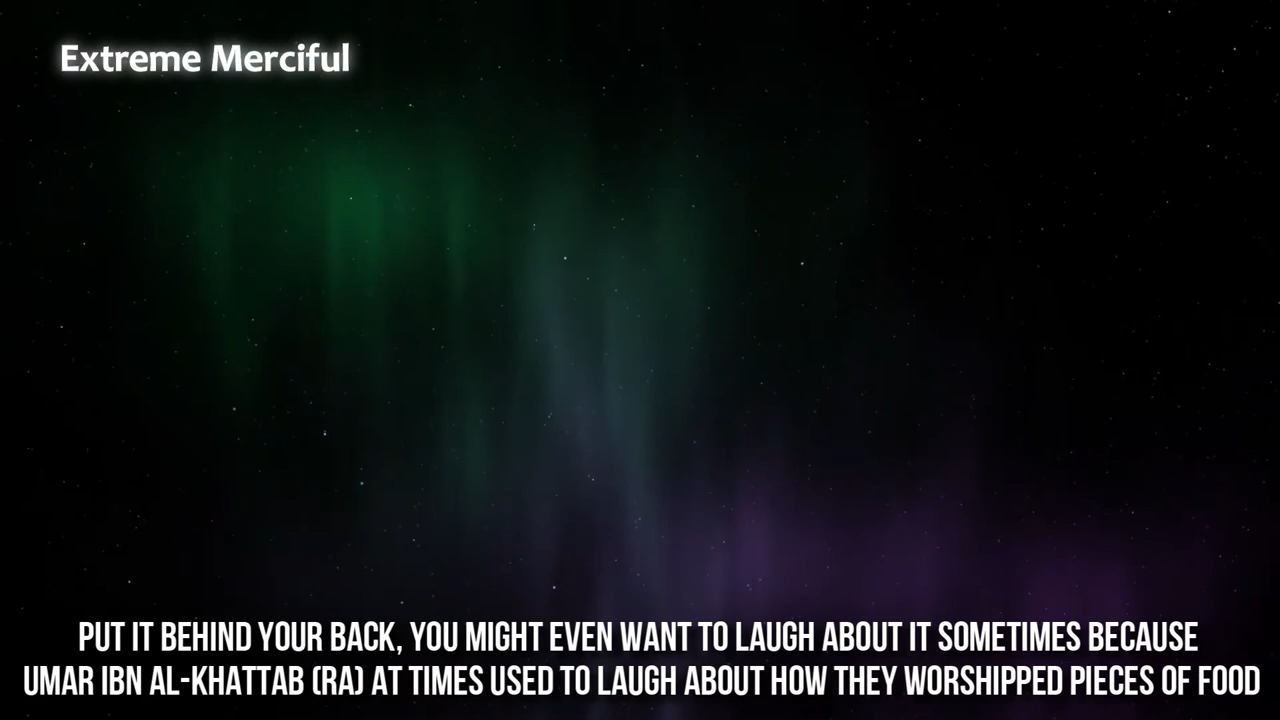 Extreme Merciful
PUT IT BEHIND YOUR BACK, YOU MIGHT EVEN WANT TO LAUGH ABOUT IT SOMETIMES BECAUSE
UMAR IBN AL-KHATTAB (RA) AT TIMES USED TO LAUGH ABOUT HOW THEY WORSHIPPED PIECES OF FOOD